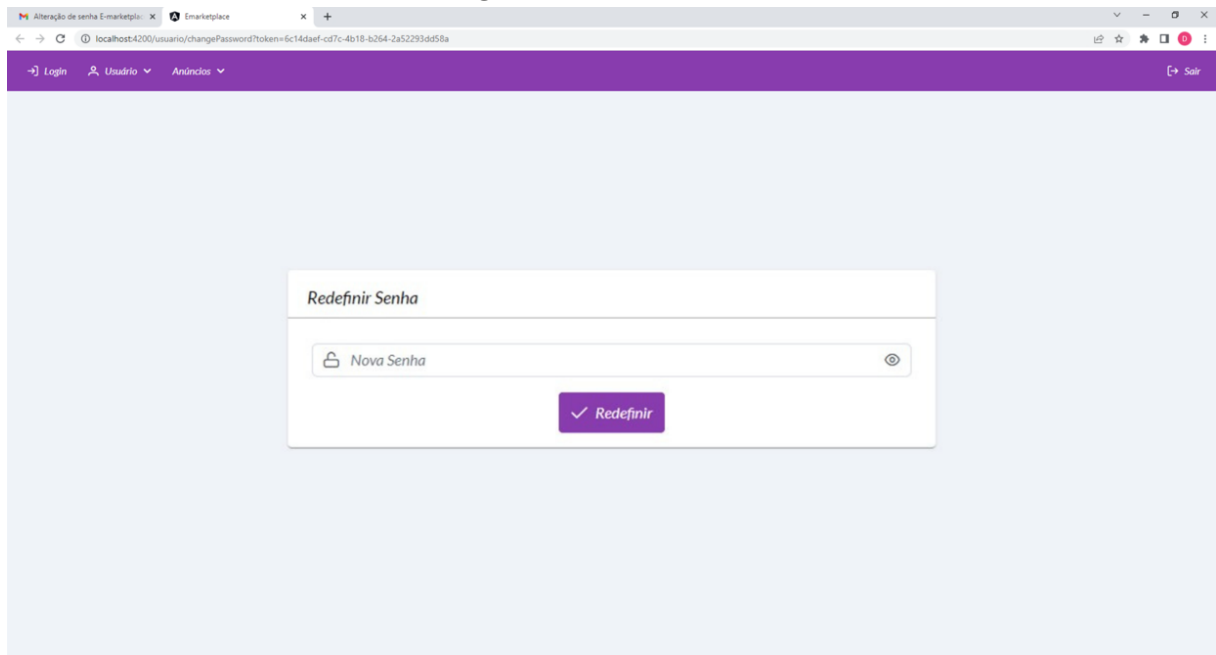 Alteração de senha E-marketplac
Emarketplace
localhost:4200/usuario/changePassword?token=6c14daef-cd7c-4b18-b264-2a52293dd58a
D
Login Usuário Anúncios Sair
Redefinir Senha
Nova Senha
Redefinir